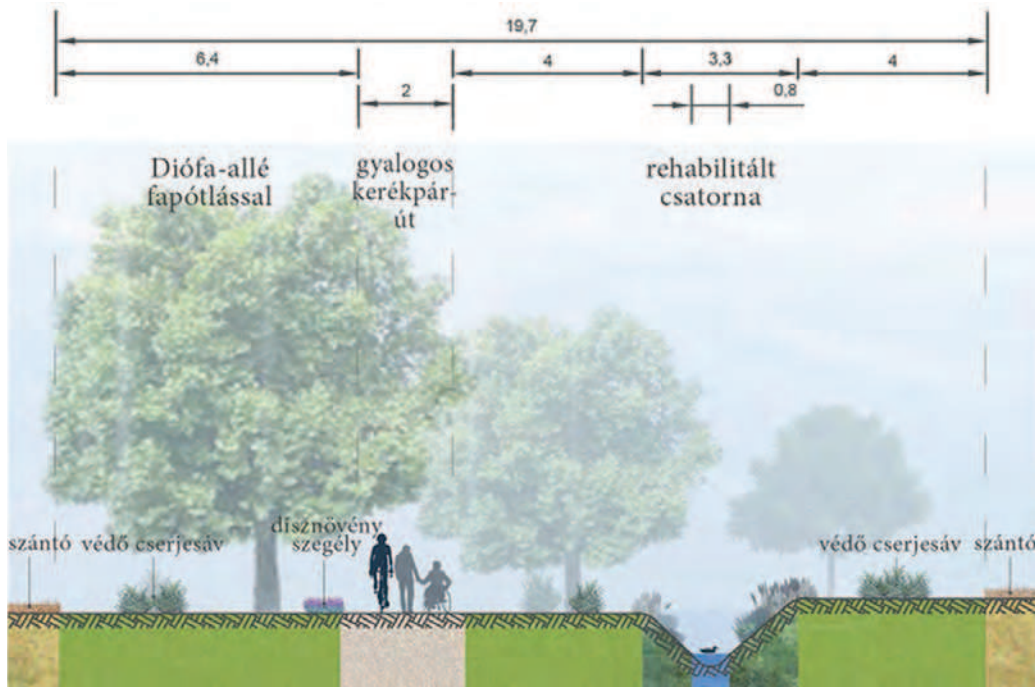 19,7
6,4
4
3,3
4
2
0,8
Diófa-allé
fapótlással
gyalogos
kerékpár-
út
rehabilitált
csatorna
szántó
védő cserjesáv
dísznövény
szegély
védő cserjesáv
szántó